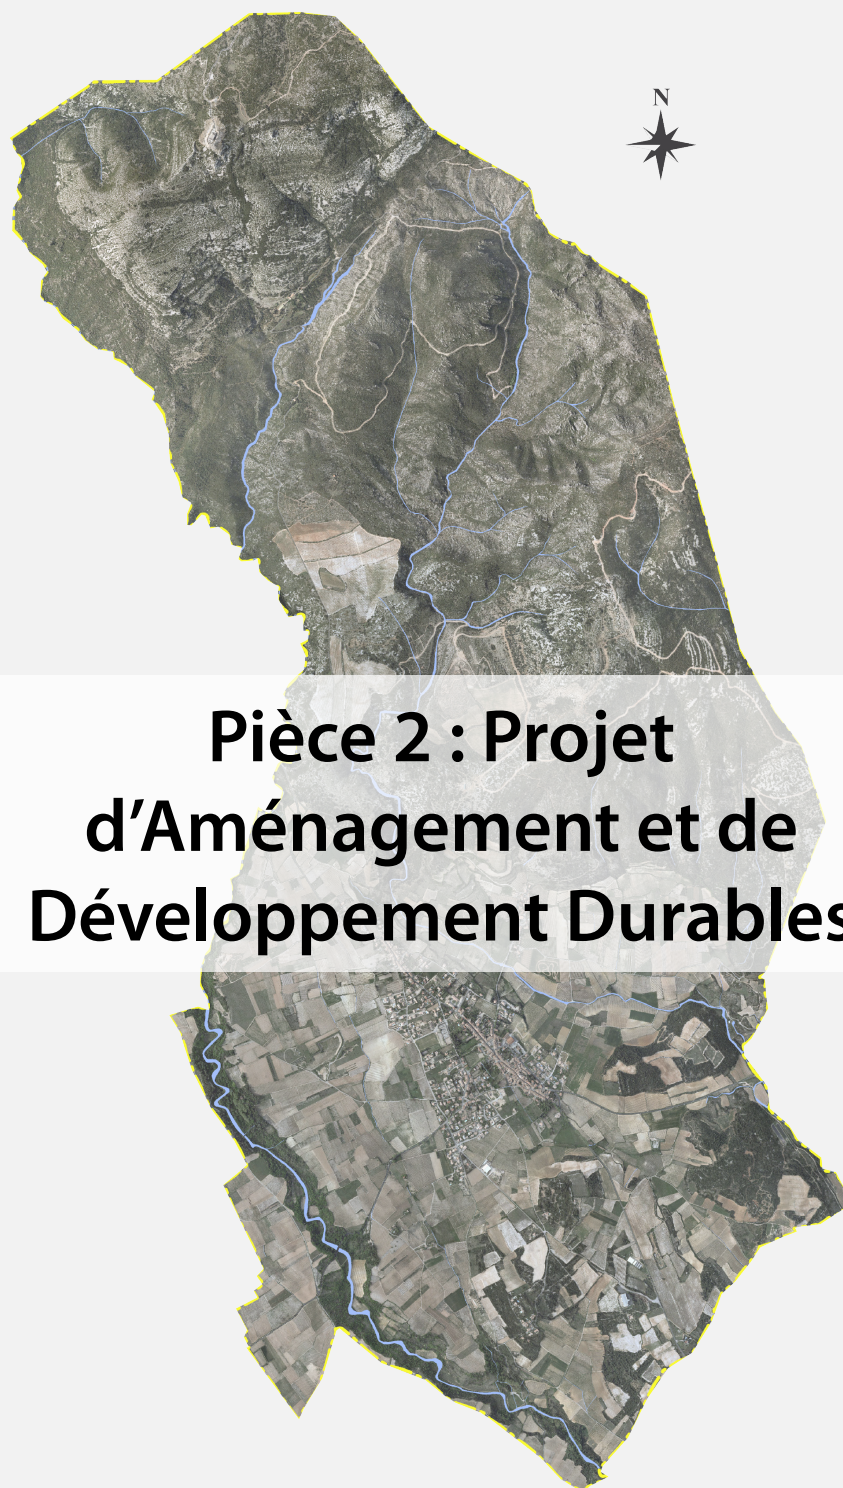 N
Pièce 2 : Projet
d’Aménagement et de
Développement Durables